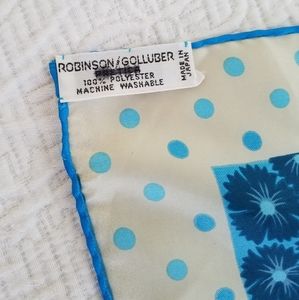 ROBINSON/GOLLUBER
100% POLYESTER
MACHINE WASHABLE
MADE IN
JAPAN